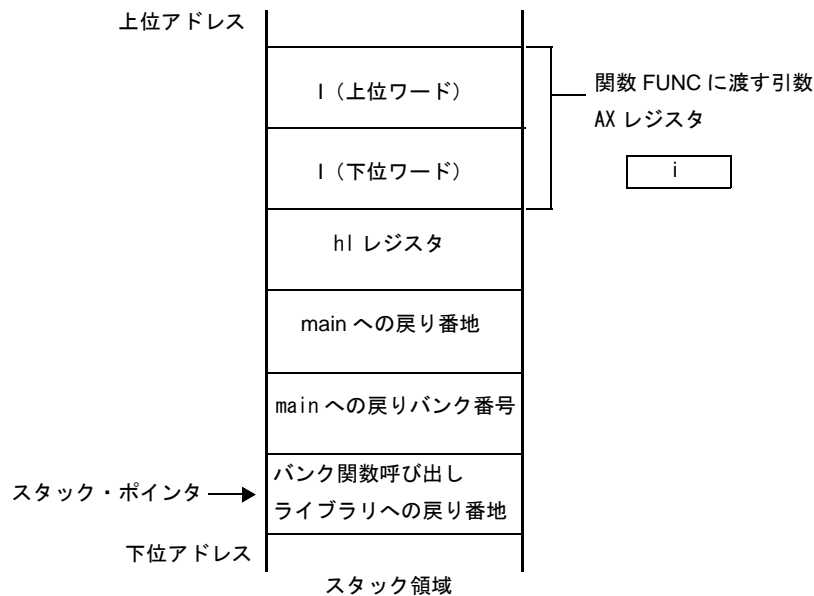 上位アドレス
l（上位ワード）
関数 FUNC に渡す引数
AX レジスタ
l（下位ワード）
i
hl レジスタ
main への戻り番地
main への戻りバンク番号
バンク関数呼び出し
スタック・ポインタ
ライブラリへの戻り番地
下位アドレス
スタック領域